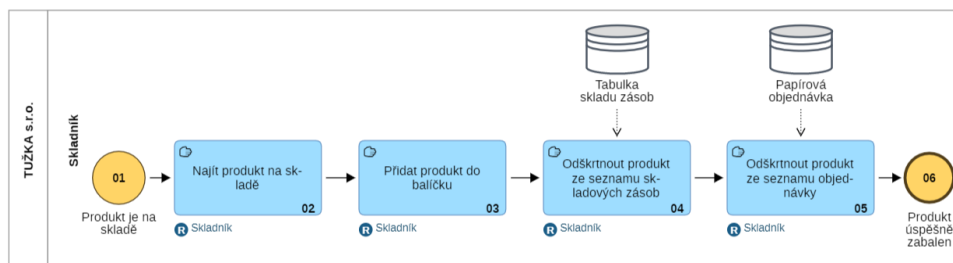 TUŽKA s.r.o.
Skladník
01
Produkt je na
skladě
Najít produkt na sk-
ladě
02
R Skladník
Přidat produkt do
balíčku
03
R Skladník
Tabulka
skladu zásob
Odškrtnout produkt
ze seznamu sk-
ladových zásob
04
R Skladník
Papírová
objednávka
Odškrtnout produkt
ze seznamu objed-
návky
05
R Skladník
06
Produkt
úspěšně
zabalen